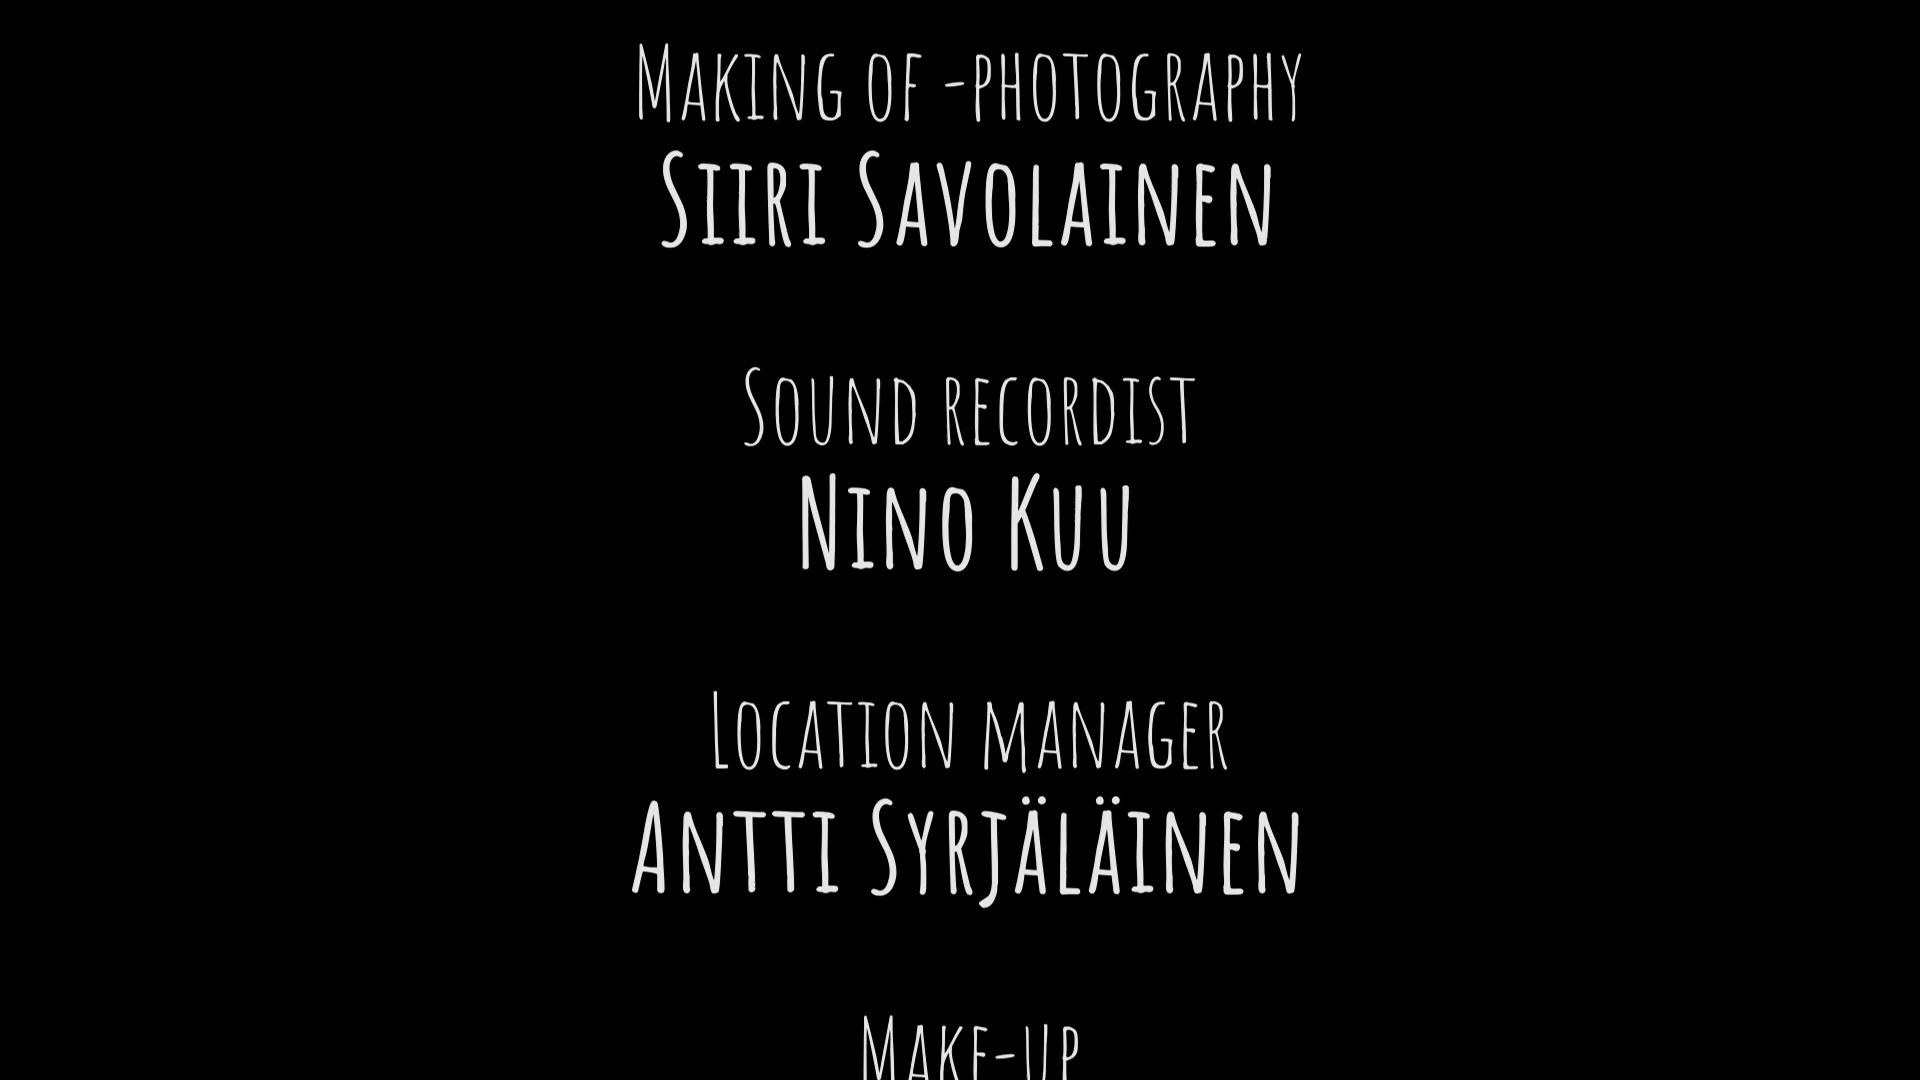 Making of -photography
Siiri Savolainen
Sound recordist
Nino Kuu
Location manager
Antti Syrjäläinen
Make-up